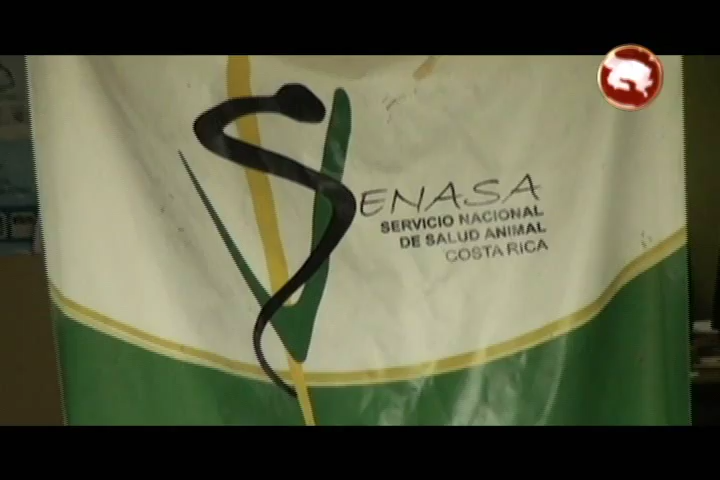 SENASA
SERVICIO NACIONAL
DE SALUD ANIMAL
COSTA RICA